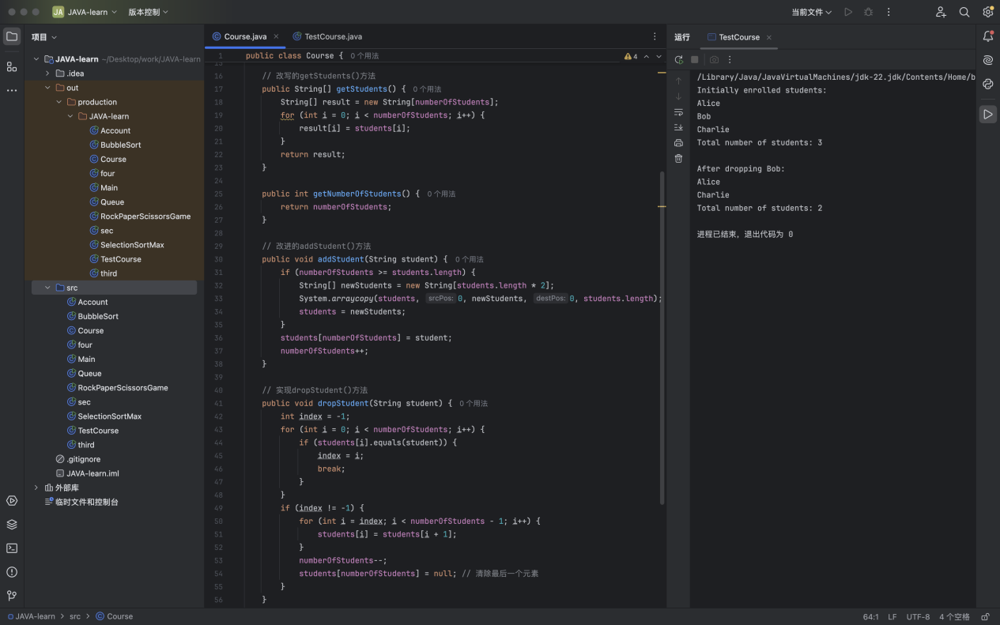 JA JAVA-learn 版本控制 当前文件
项目
JAVA-learn ~/Desktop/work/JAVA-learn
.idea
out
production
JAVA-learn
Account
BubbleSort
Course
four
Main
Queue
RockPaperScissorsGame
sec
SelectionSortMax
TestCourse
third
src
Account
BubbleSort
Course
four
Main
Queue
RockPaperScissorsGame
sec
SelectionSortMax
TestCourse
third
.gitignore
JAVA-learn.iml
外部库
临时文件和控制台
Course.java TestCourse.java
1 public class Course { 0 个用法 4
15
16 // 改写的getStudents()方法
17 public String[] getStudents() { 0 个用法
18 String[] result = new String[numberOfStudents];
19 for (int i = 0; i < numberOfStudents; i++) {
20 result[i] = students[i];
21 }
22 return result;
23 }
24
25 public int getNumberOfStudents() { 0 个用法
26 return numberOfStudents;
27 }
28
29 // 改进的addStudent()方法
30 public void addStudent(String student) { 0 个用法
31 if (numberOfStudents >= students.length) {
32 String[] newStudents = new String[students.length * 2];
33 System.arraycopy(students, srcPos: 0, newStudents, destPos: 0, students.length);
34 students = newStudents;
35 }
36 students[numberOfStudents] = student;
37 numberOfStudents++;
38 }
39
40 // 实现dropStudent()方法
41 public void dropStudent(String student) { 0 个用法
42 int index = -1;
43 for (int i = 0; i < numberOfStudents; i++) {
44 if (students[i].equals(student)) {
45 index = i;
46 break;
47 }
48 }
49 if (index != -1) {
50 for (int i = index; i < numberOfStudents - 1; i++) {
51 students[i] = students[i + 1];
52 }
53 numberOfStudents--;
54 students[numberOfStudents] = null; // 清除最后一个元素
55 }
56 }
运行 TestCourse
/Library/Java/JavaVirtualMachines/jdk-22.jdk/Contents/Home/b
Initially enrolled students:
Alice
Bob
Charlie
Total number of students: 3
After dropping Bob:
Alice
Charlie
Total number of students: 2
进程已结束，退出代码为 0
JAVA-learn > src > Course 64:1 LF UTF-8 4 个空格